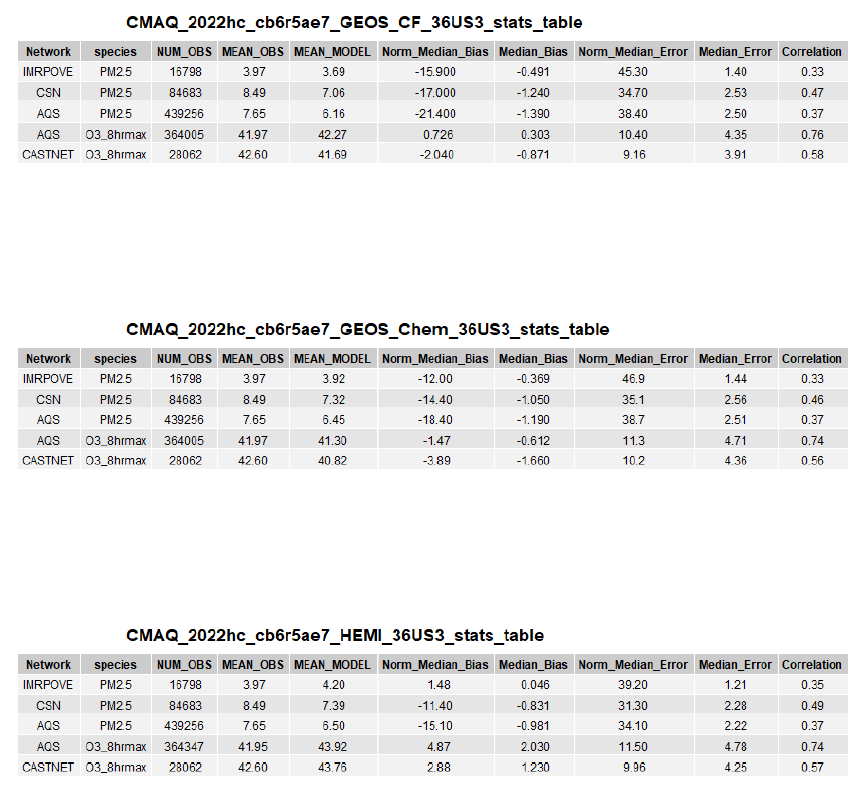 CMAQ_2022hc_cb6r5ae7_GEOS_CF_36US3_stats_table
Network species NUM_OBS MEAN_OBS MEAN_MODEL Norm_Median_Bias Median_Bias Norm_Median_Error Median_Error Correlation
IMRPOVE PM2.5 16798 3.97 3.69 -15.900 -0.491 45.30 1.40 0.33
CSN PM2.5 84683 8.49 7.06 -17.000 -1.240 34.70 2.53 0.47
AQS PM2.5 439256 7.65 6.16 -21.400 -1.390 38.40 2.50 0.37
AQS O3_8hrmax 364005 41.97 42.27 0.726 0.303 10.40 4.35 0.76
CASTNET O3_8hrmax 28062 42.60 41.69 -2.040 -0.871 9.16 3.91 0.58
CMAQ_2022hc_cb6r5ae7_GEOS_Chem_36US3_stats_table
Network species NUM_OBS MEAN_OBS MEAN_MODEL Norm_Median_Bias Median_Bias Norm_Median_Error Median_Error Correlation
IMRPOVE PM2.5 16798 3.97 3.92 -12.00 -0.369 46.9 1.44 0.33
CSN PM2.5 84683 8.49 7.32 -14.40 -1.050 35.1 2.56 0.46
AQS PM2.5 439256 7.65 6.45 -18.40 -1.190 38.7 2.51 0.37
AQS O3_8hrmax 364005 41.97 41.30 -1.47 -0.612 11.3 4.71 0.74
CASTNET O3_8hrmax 28062 42.60 40.82 -3.89 -1.660 10.2 4.36 0.56
CMAQ_2022hc_cb6r5ae7_HEMI_36US3_stats_table
Network species NUM_OBS MEAN_OBS MEAN_MODEL Norm_Median_Bias Median_Bias Norm_Median_Error Median_Error Correlation
IMRPOVE PM2.5 16798 3.97 4.20 1.48 0.046 39.20 1.21 0.35
CSN PM2.5 84683 8.49 7.39 -11.40 -0.831 31.30 2.28 0.49
AQS PM2.5 439256 7.65 6.50 -15.10 -0.981 34.10 2.22 0.37
AQS O3_8hrmax 364347 41.95 43.92 4.87 2.030 11.50 4.78 0.74
CASTNET O3_8hrmax 28062 42.60 43.76 2.88 1.230 9.96 4.25 0.57